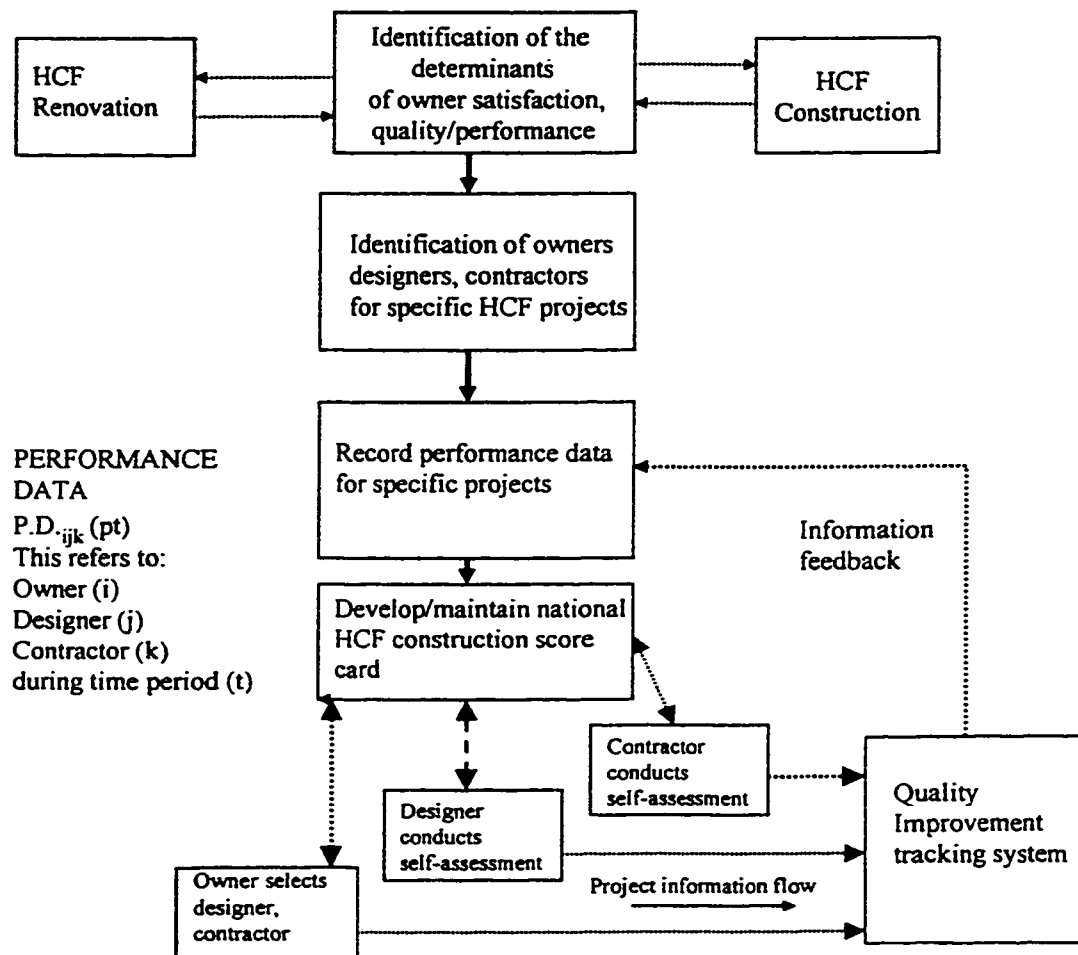 Identification of the
determinants
of owner satisfaction,
quality/performance
HCF
Renovation
HCF
Construction
Identification of owners
designers, contractors
for specific HCF projects
Record performance data
for specific projects
PERFORMANCE
DATA
P.D.ijk (pt)
This refers to:
Owner (i)
Designer (j)
Contractor (k)
during time period (t)
Information
feedback
Develop/maintain national
HCF construction score
card
Contractor
conducts
self-assessment
Designer
conducts
self-assessment
Owner selects
designer,
contractor
Project information flow
Quality
Improvement
tracking system